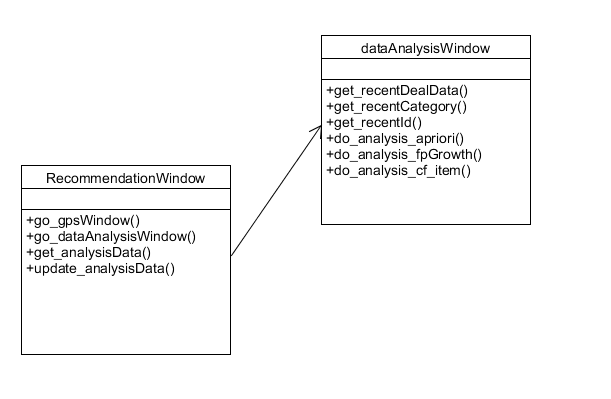 dataAnalysisWindow
+get_recentDealData()
+get_recentCategory()
+get_recentId()
+do_analysis_apriori()
+do_analysis_fpGrowth()
+do_analysis_cf_item()
RecommendationWindow
+go_gpsWindow()
+go_dataAnalysisWindow()
+get_analysisData()
+update_analysisData()